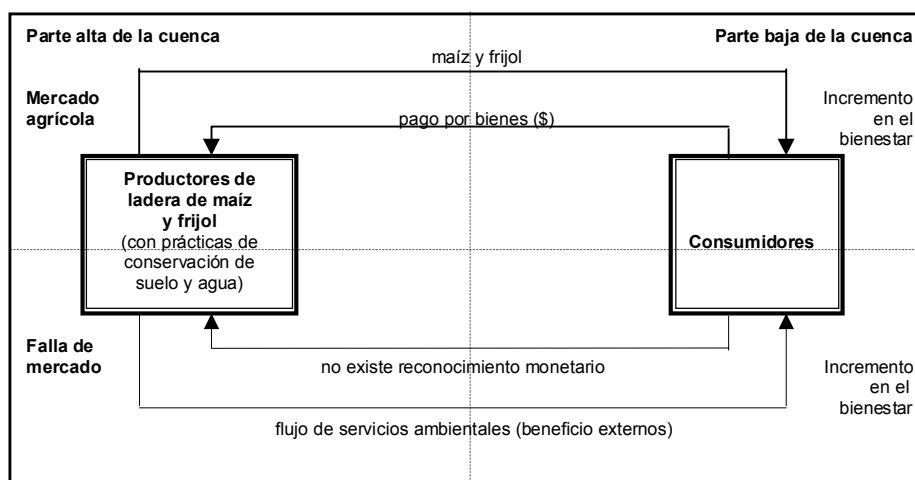 Parte alta de la cuenca
Parte baja de la cuenca
maíz y frijol
Mercado
agrícola
Incremento
en el
bienestar
pago por bienes ($)
Productores de
ladera de maíz
y frijol
(con prácticas de
conservación de
suelo y agua)
Consumidores
Falla de
mercado
no existe reconocimiento monetario
Incremento
en el
bienestar
flujo de servicios ambientales (beneficio externos)